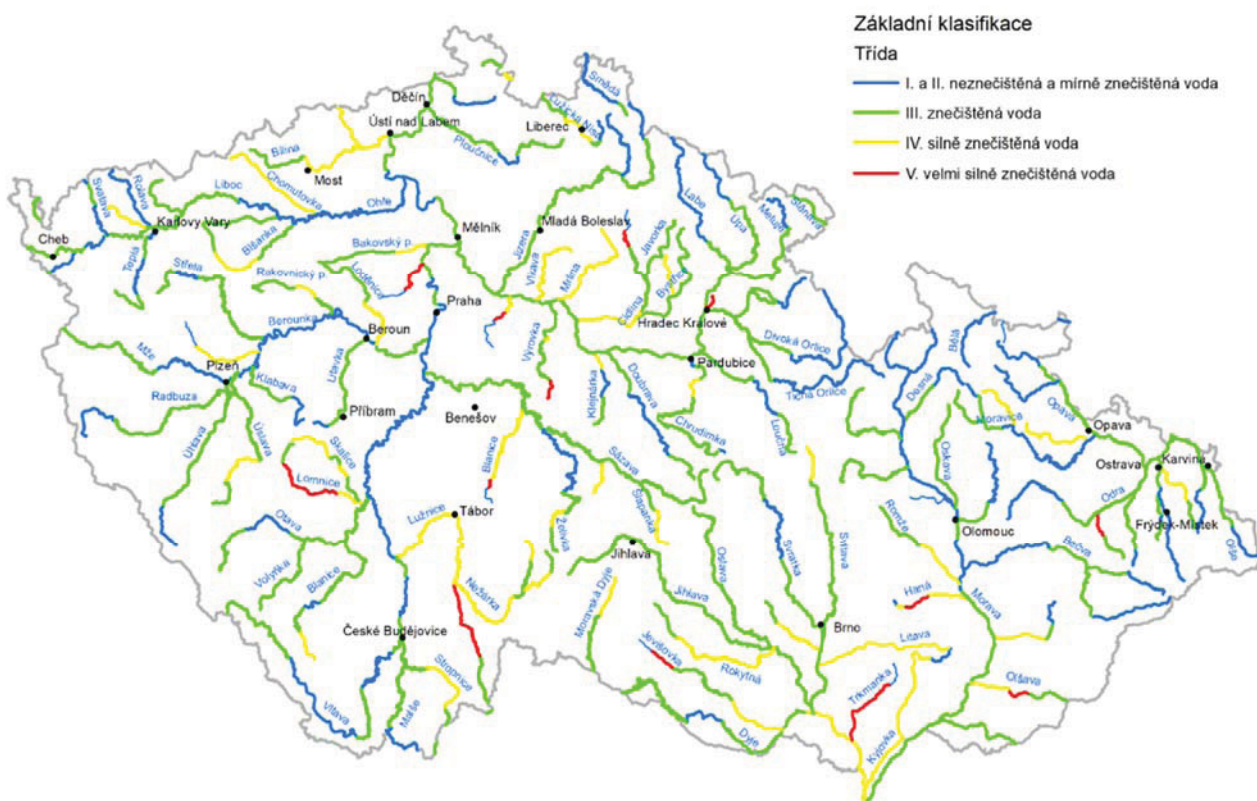 Základní klasifikace
Třída
I. a II. neznečištěná a mírně znečištěná voda
III. znečištěná voda
IV. silně znečištěná voda
V. velmi silně znečištěná voda
Smědá
Děčín
Lužická Nisa
Ústí nad Labem
Liberec
Bílina
Ploučnice
Most
Svatava
Rolava
Liboc
Chomutovka
Labe
Úpa
Metuje
Stěnava
Ohře
Karlovy Vary
Mladá Boleslav
Mělník
Javorka
Cheb
Blšanka
Bakovský p.
Jizera
Teplá
Střela
Rakovnický p.
Loděnice
Vlkava
Mrlina
Bystřice
Cidlina
Praha
Hradec Králové
Berounka
Beroun
Divoká Orlice
Bělá
Výrovka
Mže
Plzeň
Pardubice
Klabava
Litavka
Klejnárka
Doubrava
Desná
Radbuza
Tichá Orlice
Opava
Příbram
Benešov
Moravice
Opava
Úhlava
Úslava
Chrudimka
Loučná
Skalice
Blanice
Sázava
Oskava
Ostrava
Karviná
Lomnice
Odra
Tábor
Šlapanka
Romže
Olomouc
Frýdek-Místek
Otava
Lužnice
Želivka
Jihlava
Svratka
Svitava
Bečva
Olše
Volyňka
Blanice
Oslava
Nežárka
Moravská Dyje
Jihlava
Haná
Morava
České Budějovice
Brno
Litava
Jevišovka
Rokytná
Stropnice
Trkmanka
Olšava
Vltava
Malše
Dyje
Kyjovka